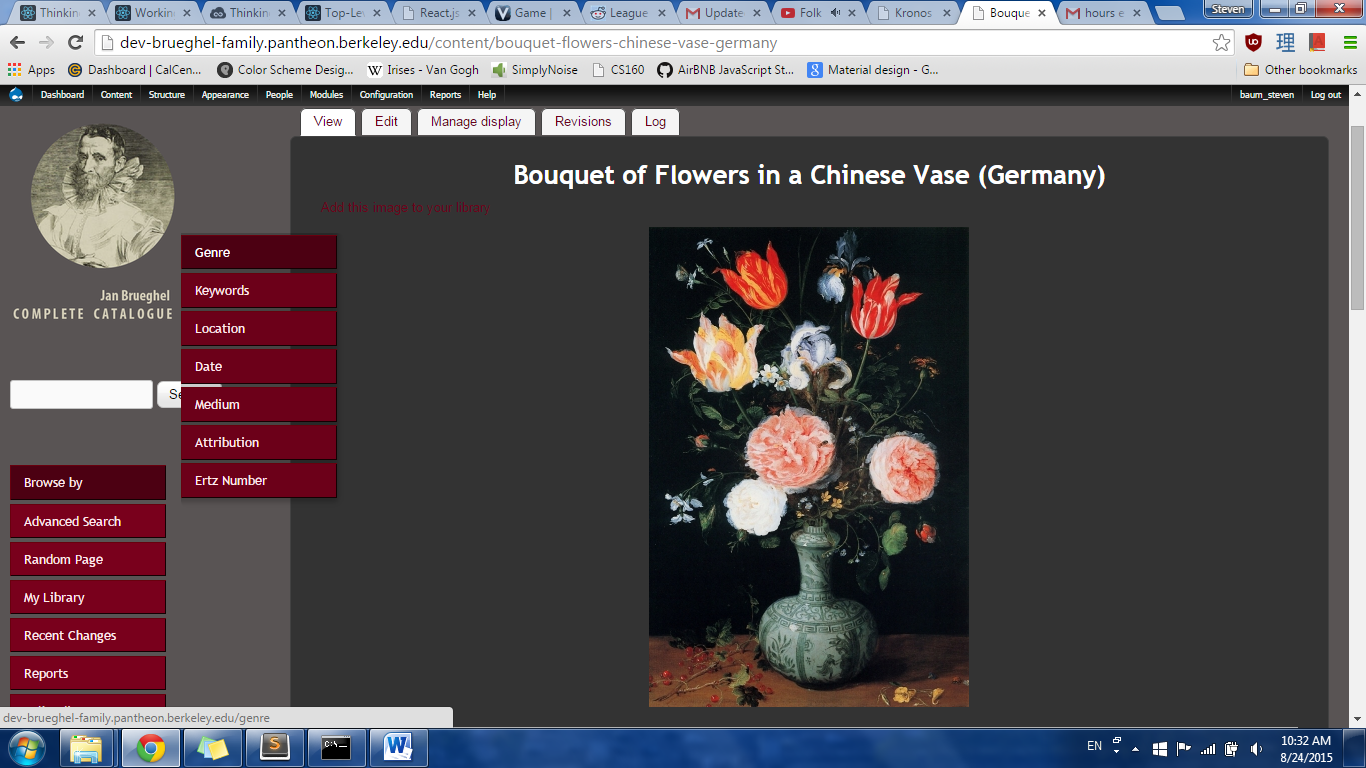 Thinkin
Workin
Thinkin
Top-Le
React.js
Game |
League
Update
Folk
Kronos
Bouque
hours e
Steven
dev-brueghel-family.pantheon.berkeley.edu/content/bouquet-flowers-chinese-vase-germany
Apps
Dashboard | CalCen...
Color Scheme Desig...
Irises - Van Gogh
SimplyNoise
CS160
AirBNB JavaScript St...
Material design - G...
Other bookmarks
Dashboard
Content
Structure
Appearance
People
Modules
Configuration
Reports
Help
baum_steven
Log out
View
Edit
Manage display
Revisions
Log
Bouquet of Flowers in a Chinese Vase (Germany)
Add this image to your library
Jan Brueghel
COMPLETE CATALOGUE
Genre
Keywords
Location
Date
Medium
Attribution
Ertz Number
Browse by
Advanced Search
Random Page
My Library
Recent Changes
Reports
dev-brueghel-family.pantheon.berkeley.edu/genre
EN
10:32 AM
8/24/2015